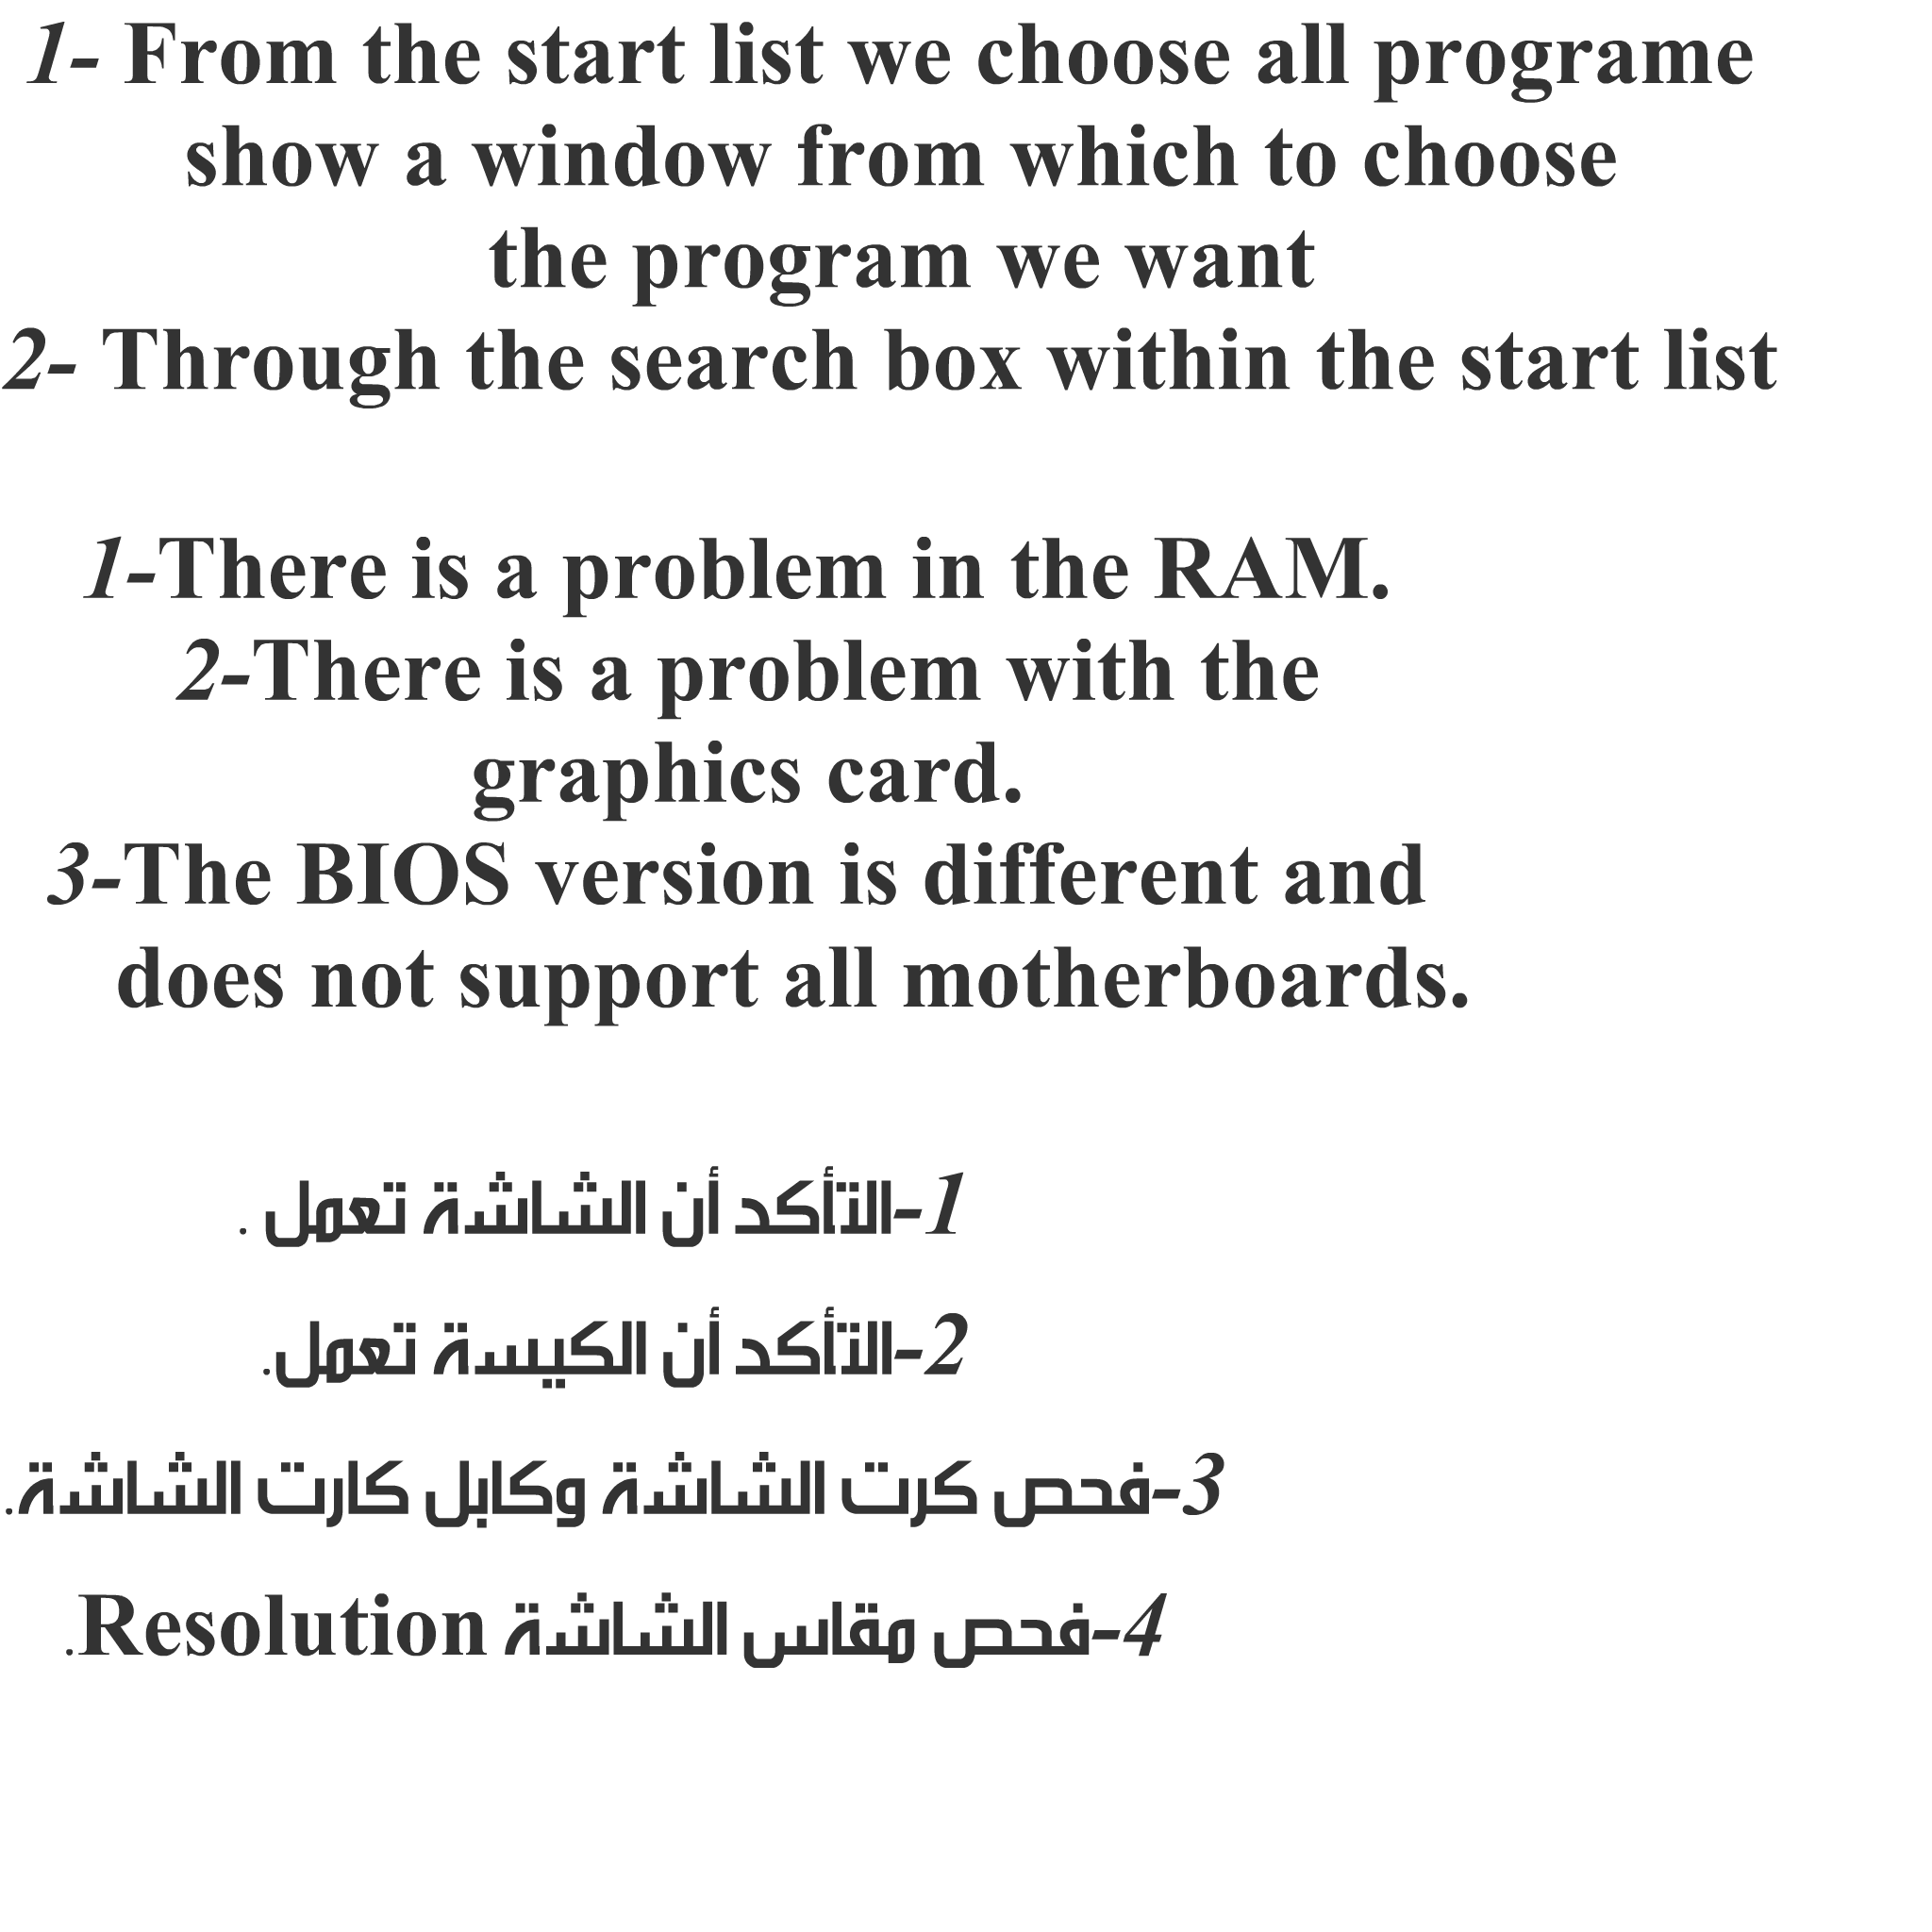 1- From the start list we choose all programe
show a window from which to choose
the program we want
2- Through the search box within the start list
1-There is a problem in the RAM.
2-There is a problem with the
graphics card.
3-The BIOS version is different and
does not support all motherboards.
1-التأكد أن الشاشة تعمل .
2-التأكد أن الكيسة تعمل.
3-فحص كرت الشاشة وكابل كارت الشاشة.
4-فحص مقاس الشاشة Resolution.